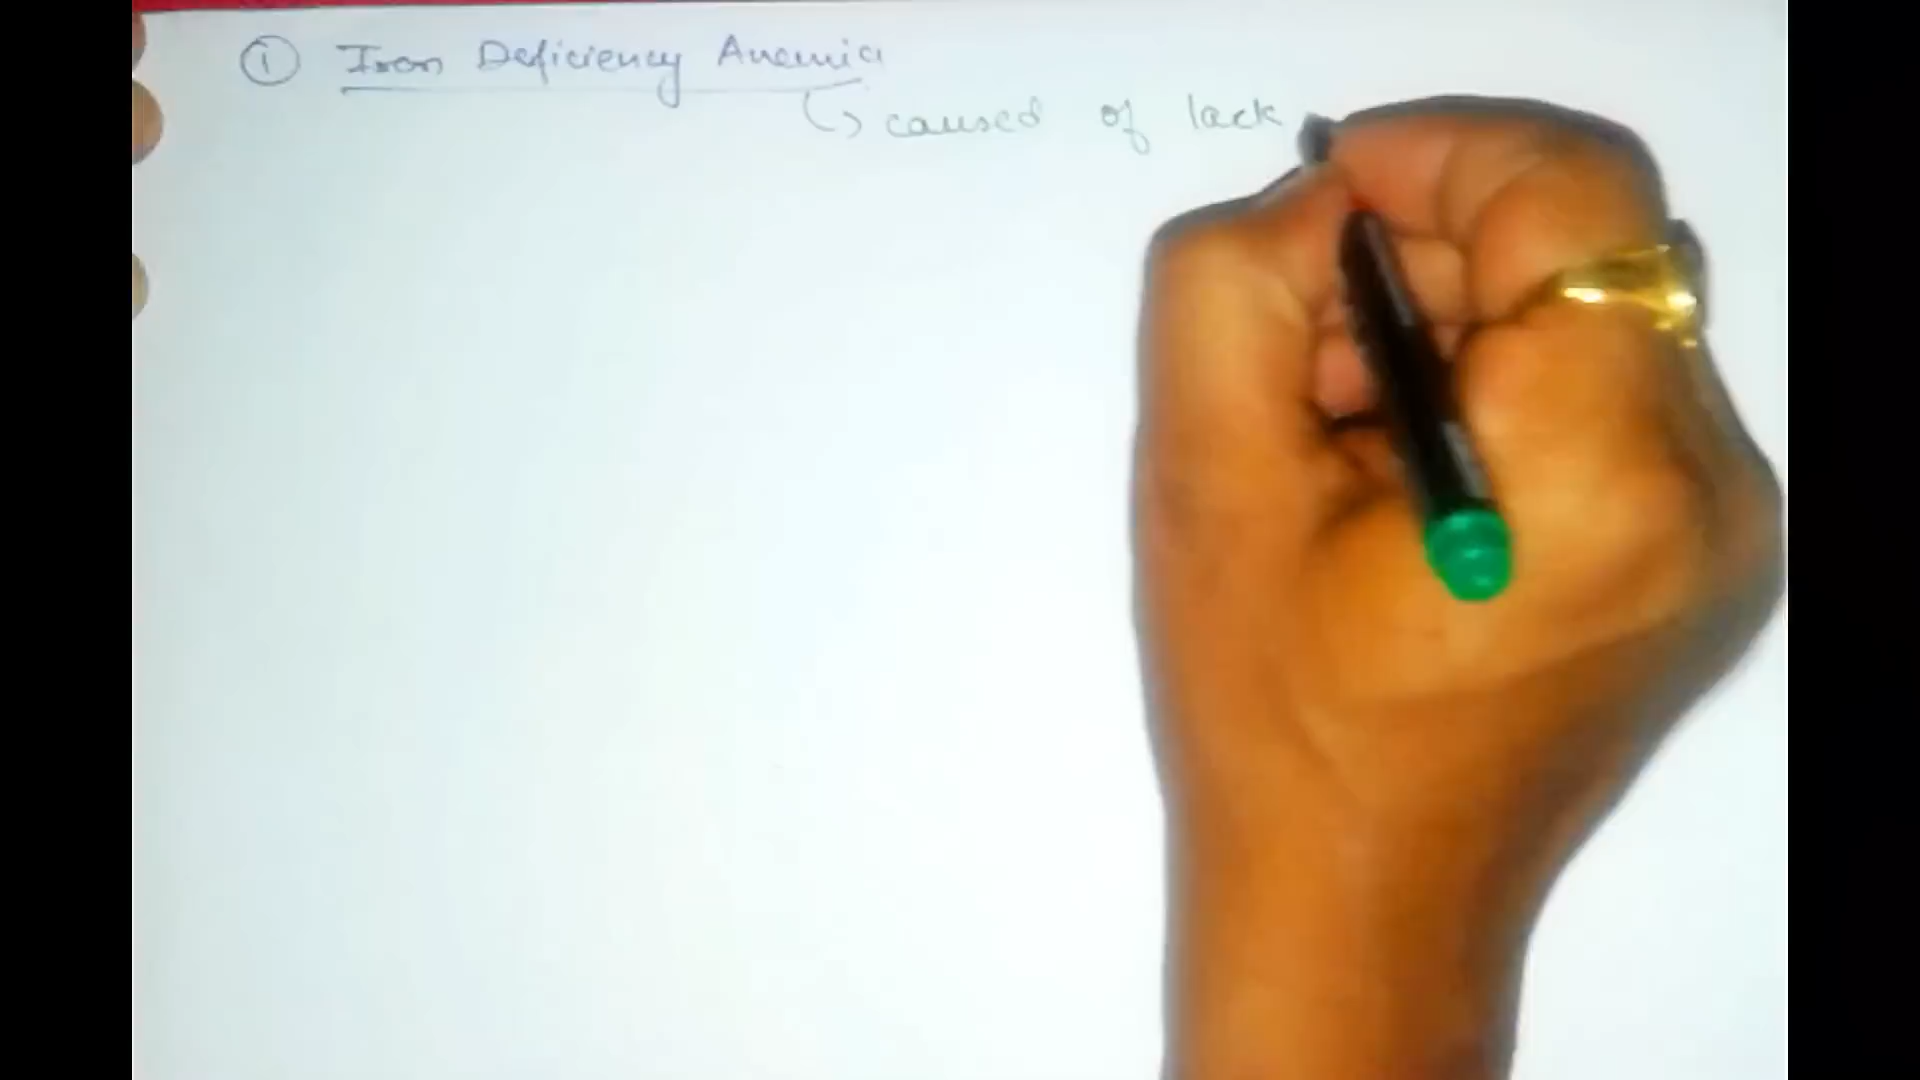 ① Iron Deficiency Anemia
↳ caused of lack